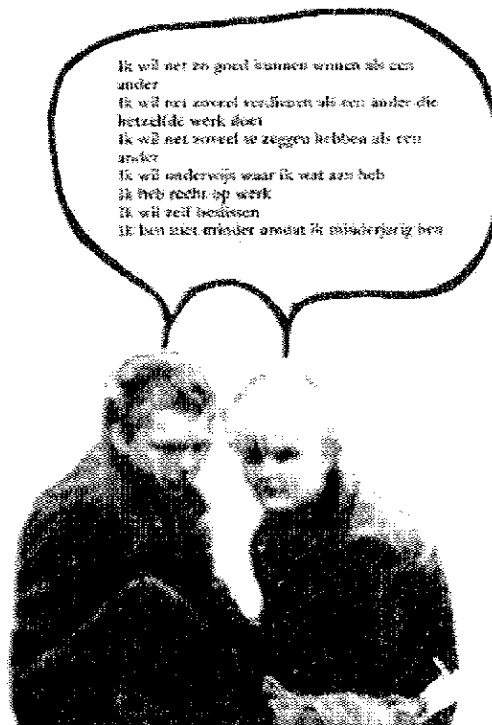 Ik wil net zo goed kunnen wonen als een
ander
Ik wil net zoveel verdienen als een ander die
hetzelfde werk doet
Ik wil net zoveel te zeggen hebben als een
ander
Ik wil onderwijs waar ik wat aan heb
Ik heb recht op werk
Ik wil zelf beslissen
Ik ben niet minder omdat ik minderjarig ben